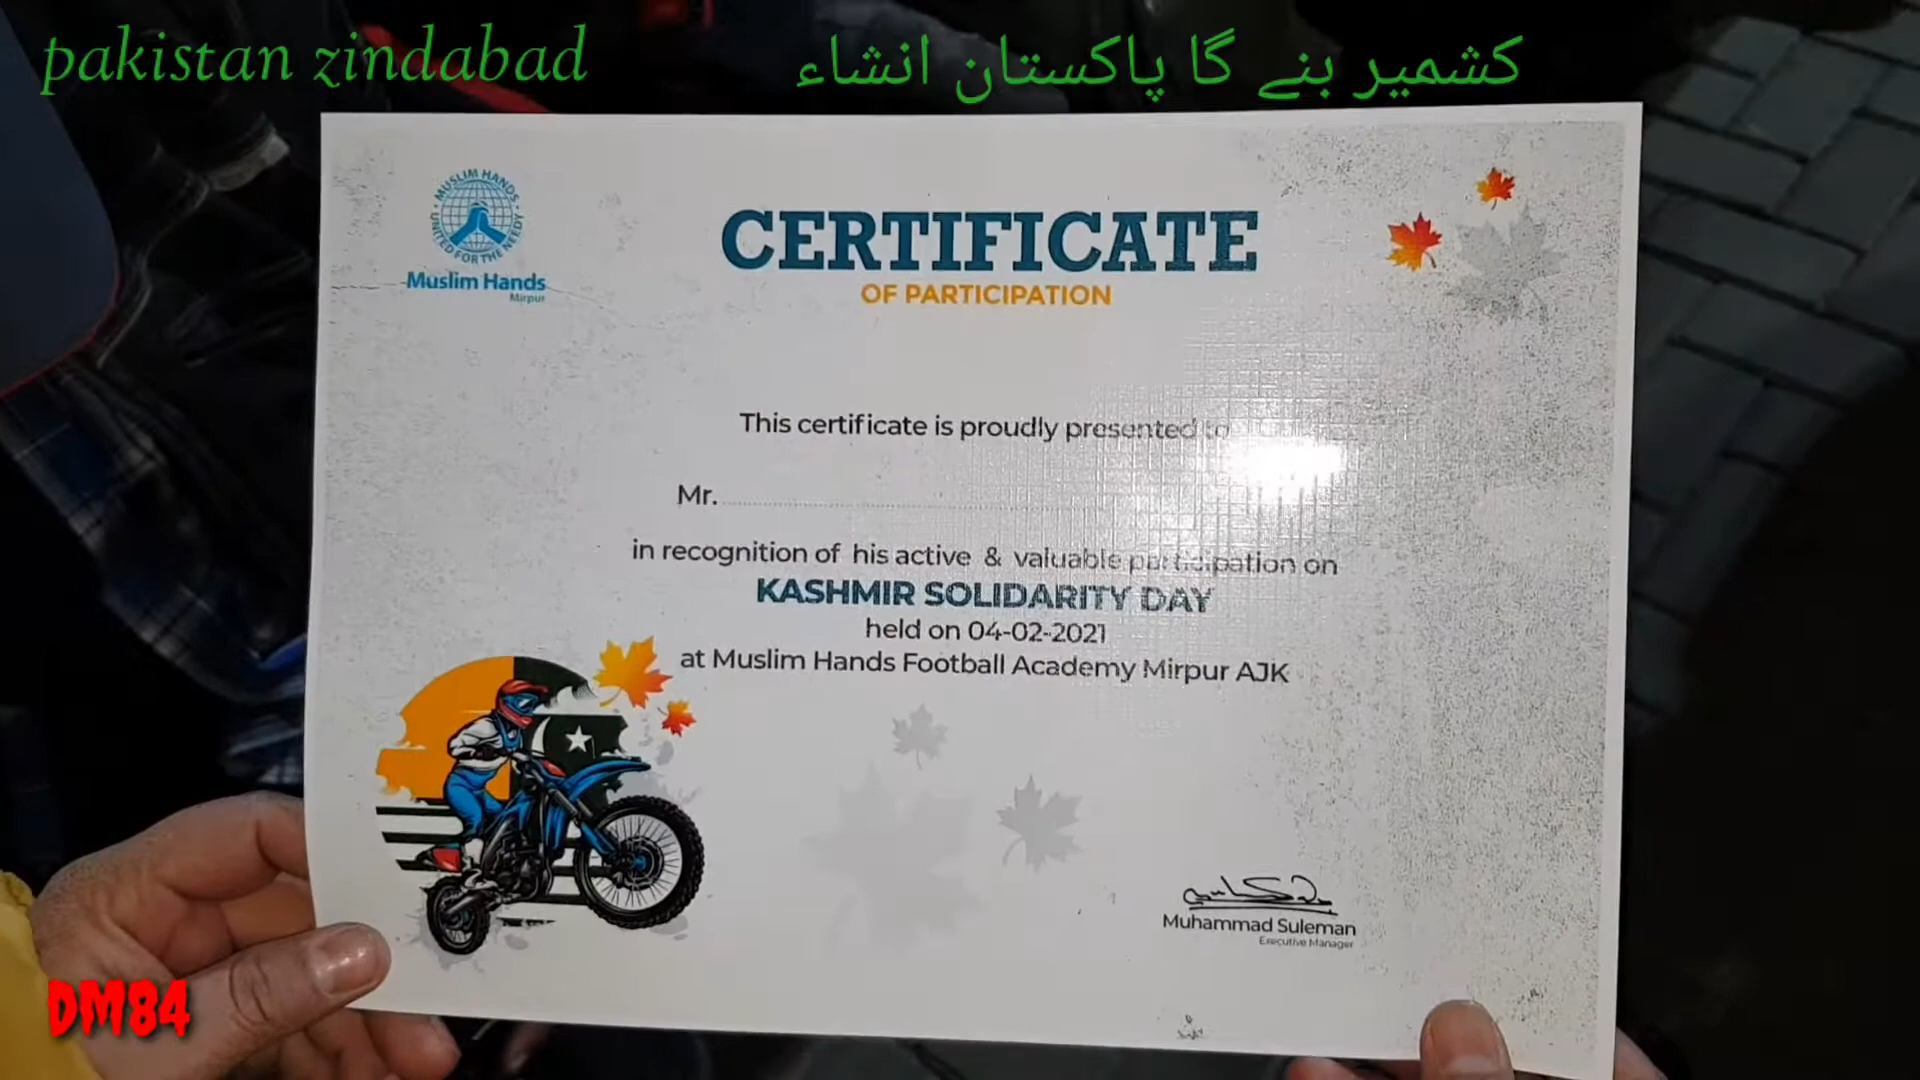 pakistan zindabad
کشمیر بنے گا پاکستان انشاء
MUSLIM HANDS
UNITED FOR THE NEEDY
Muslim Hands
Mirpur
CERTIFICATE
OF PARTICIPATION
This certificate is proudly presented to
Mr.
in recognition of his active & valuable participation on
KASHMIR SOLIDARITY DAY
held on 04-02-2021
at Muslim Hands Football Academy Mirpur AJK
Muhammad Suleman
Executive Manager
DM84